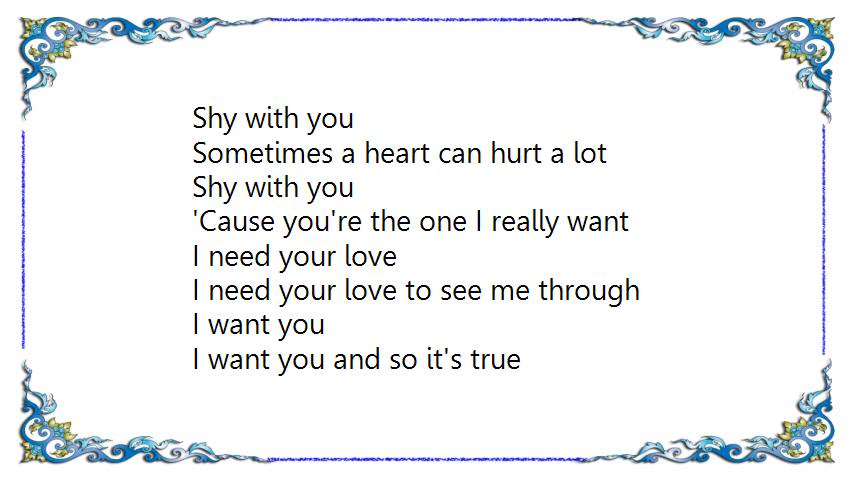 Shy with you
Sometimes a heart can hurt a lot
Shy with you
'Cause you're the one I really want
I need your love
I need your love to see me through
I want you
I want you and so it's true